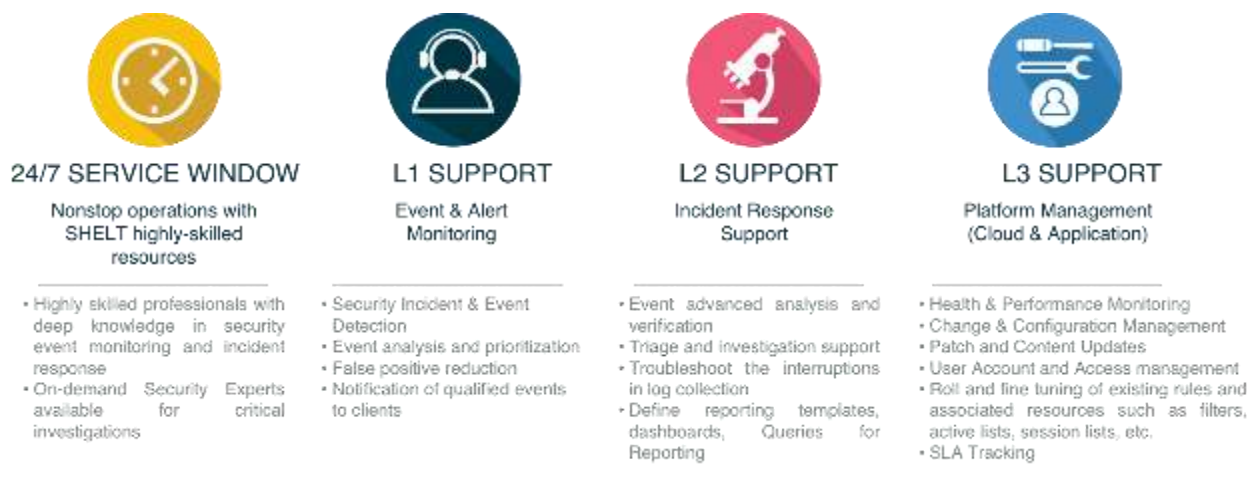 24/7 SERVICE WINDOW
Nonstop operations with
SHELT highly-skilled
resources
• Highly skilled professionals with
deep knowledge in security
event monitoring and incident
response
• On-demand Security Experts
available for critical
investigations
L1 SUPPORT
Event & Alert
Monitoring
• Security Incident & Event
Detection
• Event analysis and prioritization
• False positive reduction
• Notification of qualified events
to clients
L2 SUPPORT
Incident Response
Support
• Event advanced analysis and
verification
• Triage and investigation support
• Troubleshoot the interruptions
in log collection
• Define reporting templates,
dashboards, Queries for
Reporting
L3 SUPPORT
Platform Management
(Cloud & Application)
• Health & Performance Monitoring
• Change & Configuration Management
• Patch and Content Updates
• User Account and Access management
• Roll and fine tuning of existing rules and
associated resources such as filters,
active lists, session lists, etc.
• SLA Tracking